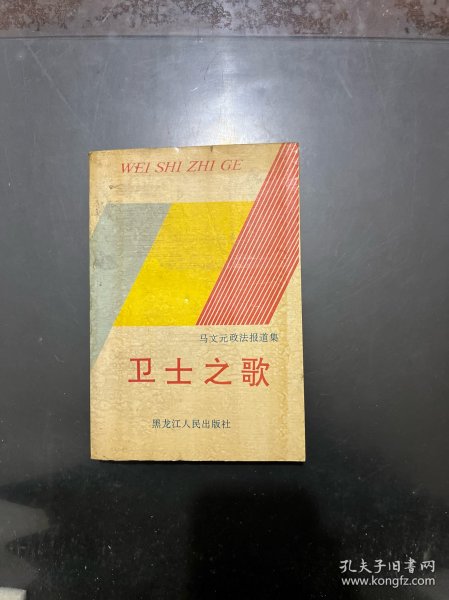 WEI SHI ZHI GE
马文元政法报道集
卫士之歌
黑龙江人民出版社
孔夫子旧书网
www.kongfz.com